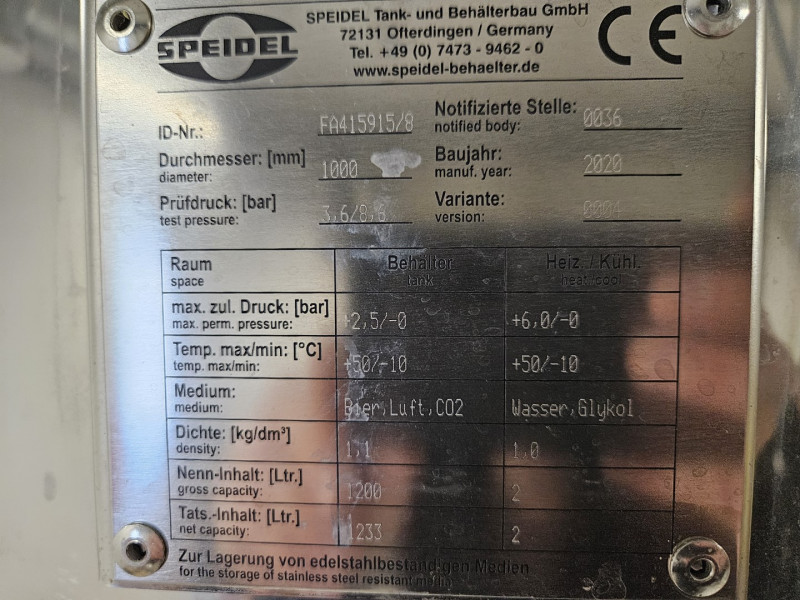 SPEIDEL
SPEIDEL Tank- und Behälterbau GmbH
72131 Ofterdingen / Germany
Tel. +49 (0) 7473 - 9462 - 0
www.speidel-behaelter.de
CE
ID-Nr.: FA415915/8
Notifizierte Stelle: 0036
notified body:
Durchmesser: [mm] 1000
diameter:
Baujahr: 2020
manuf. year:
Prüfdruck: [bar] 3,6/8,6
test pressure:
Variante: 0004
version:
Raum Behälter Heiz. / Kühl.
space tank heat./cool
max. zul. Druck: [bar] +2,5/-0 +6,0/-0
max. perm. pressure:
Temp. max/min: [°C] +50/-10 +50/-10
temp. max/min:
Medium: Bier,Luft,CO2 Wasser,Glykol
medium:
Dichte: [kg/dm³] 1,1 1,0
density:
Nenn-Inhalt: [Ltr.] 1200 2
gross capacity:
Tats.-Inhalt: [Ltr.] 1233 2
net capacity:
Zur Lagerung von edelstahlbeständigen Medien
for the storage of stainless steel resistant media